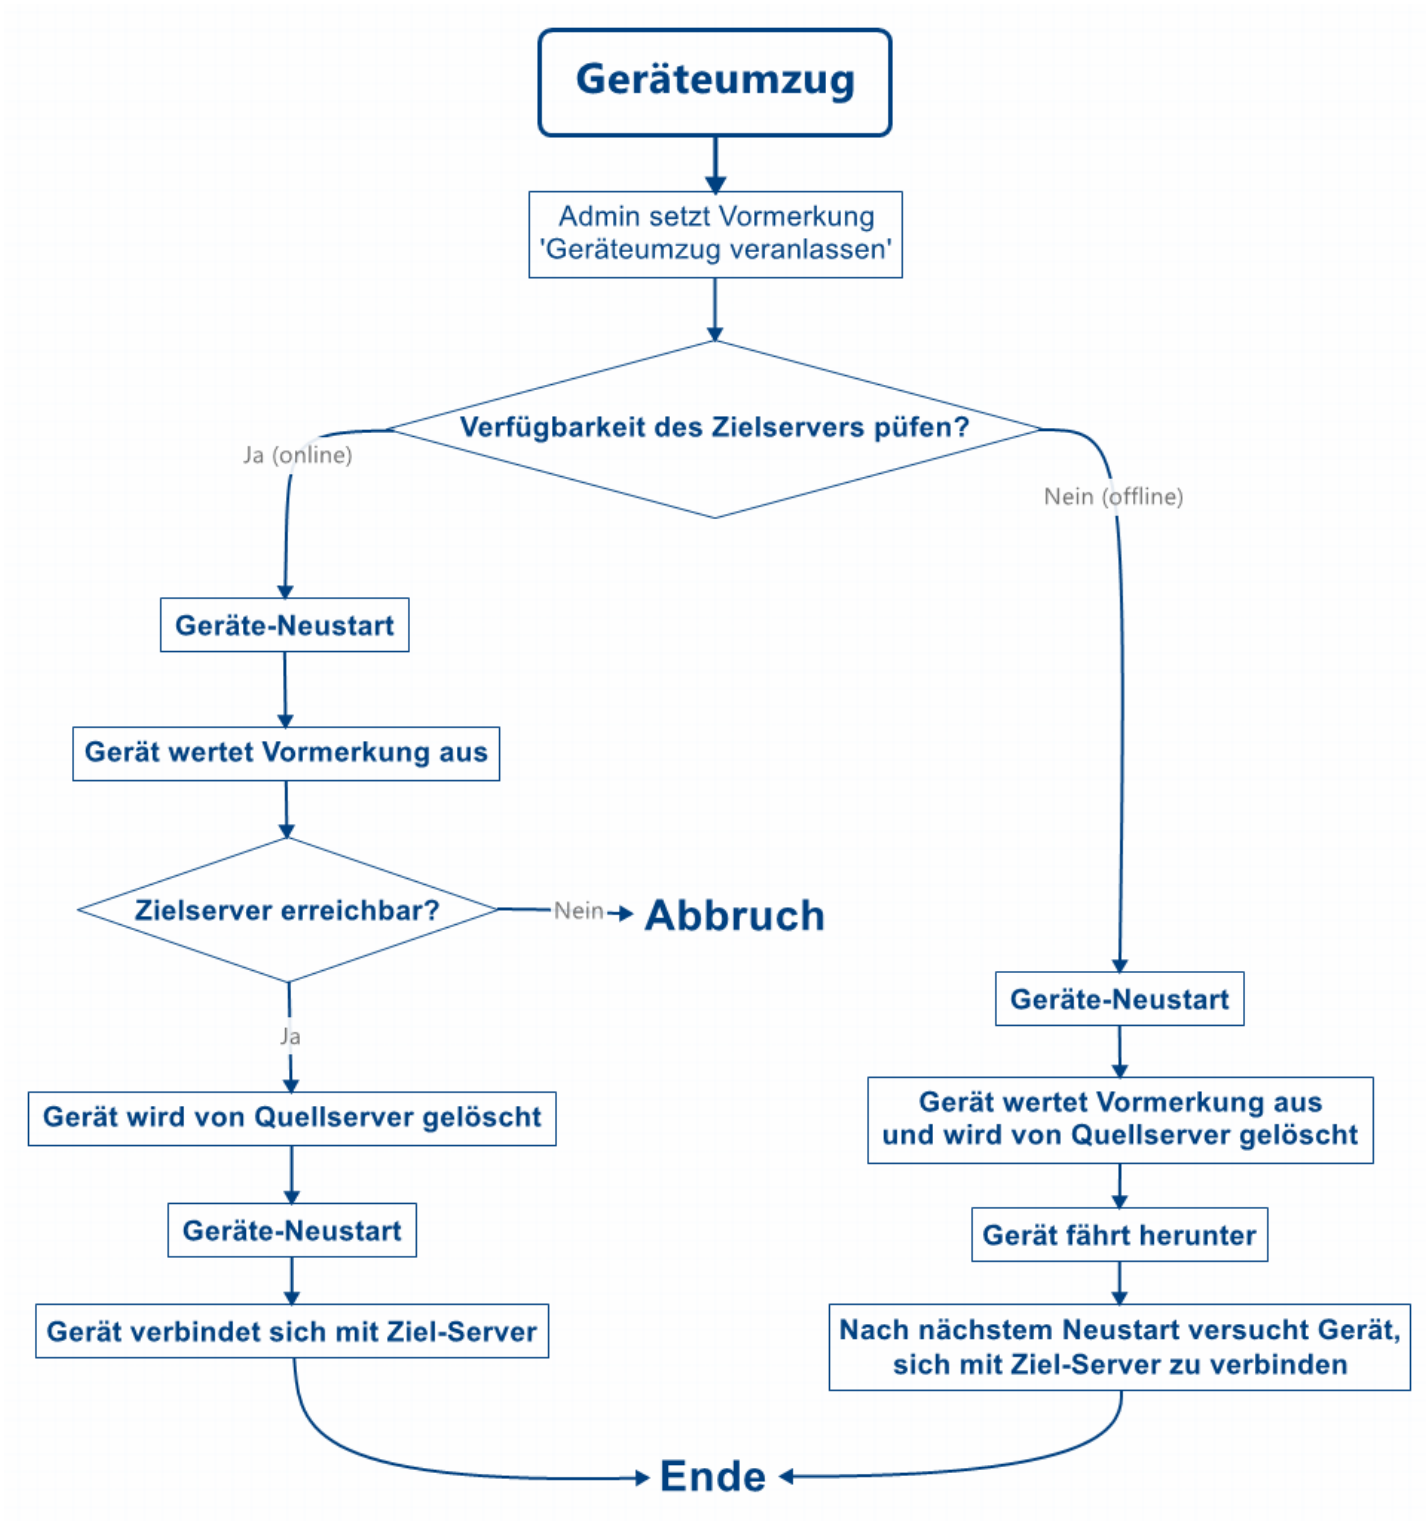 Geräteumzug
Admin setzt Vormerkung
'Geräteumzug veranlassen'
Verfügbarkeit des Zielservers püfen?
Ja (online)
Nein (offline)
Geräte-Neustart
Gerät wertet Vormerkung aus
Zielserver erreichbar?
Nein
Abbruch
Ja
Gerät wird von Quellserver gelöscht
Geräte-Neustart
Gerät verbindet sich mit Ziel-Server
Geräte-Neustart
Gerät wertet Vormerkung aus
und wird von Quellserver gelöscht
Gerät fährt herunter
Nach nächstem Neustart versucht Gerät,
sich mit Ziel-Server zu verbinden
Ende